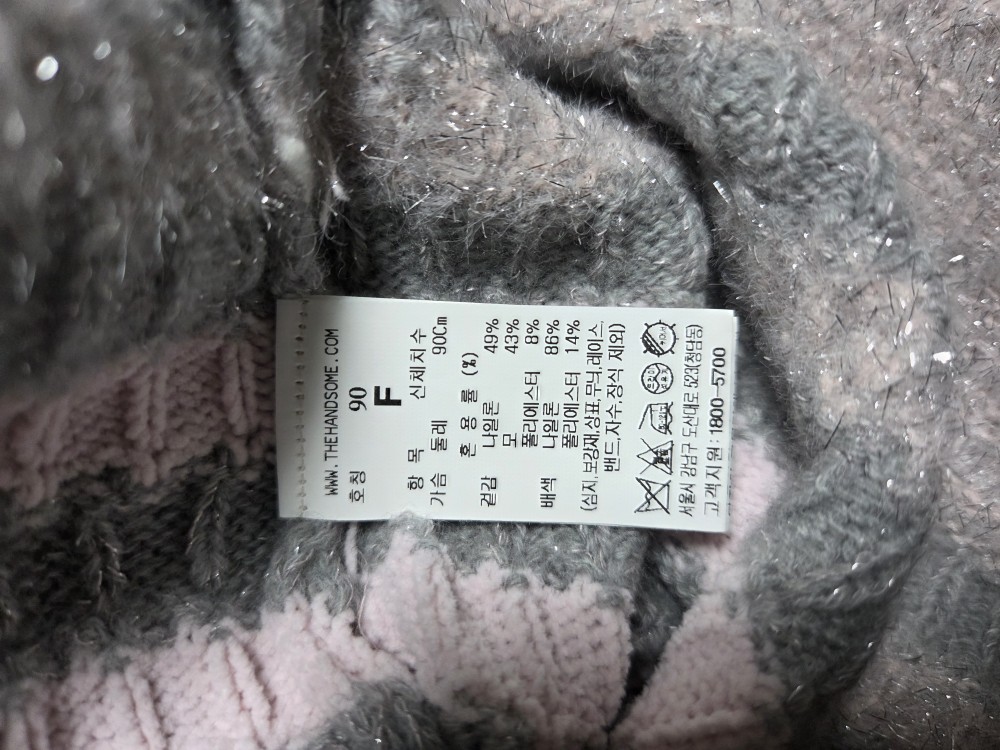 WWW.THEHANDSOME.COM
호칭 90
F
항 목 신체치수
가슴 둘레 90Cm
혼 용 률 (%)
겉감 나일론 49%
모 43%
폴리에스터 8%
배색 나일론 86%
폴리에스터 14%
(심지,보강재,상표,무늬,레이스,
밴드,자수,장식 제외)
서울시 강남구 도산대로 523(청담동)
고객지원: 1800-5700